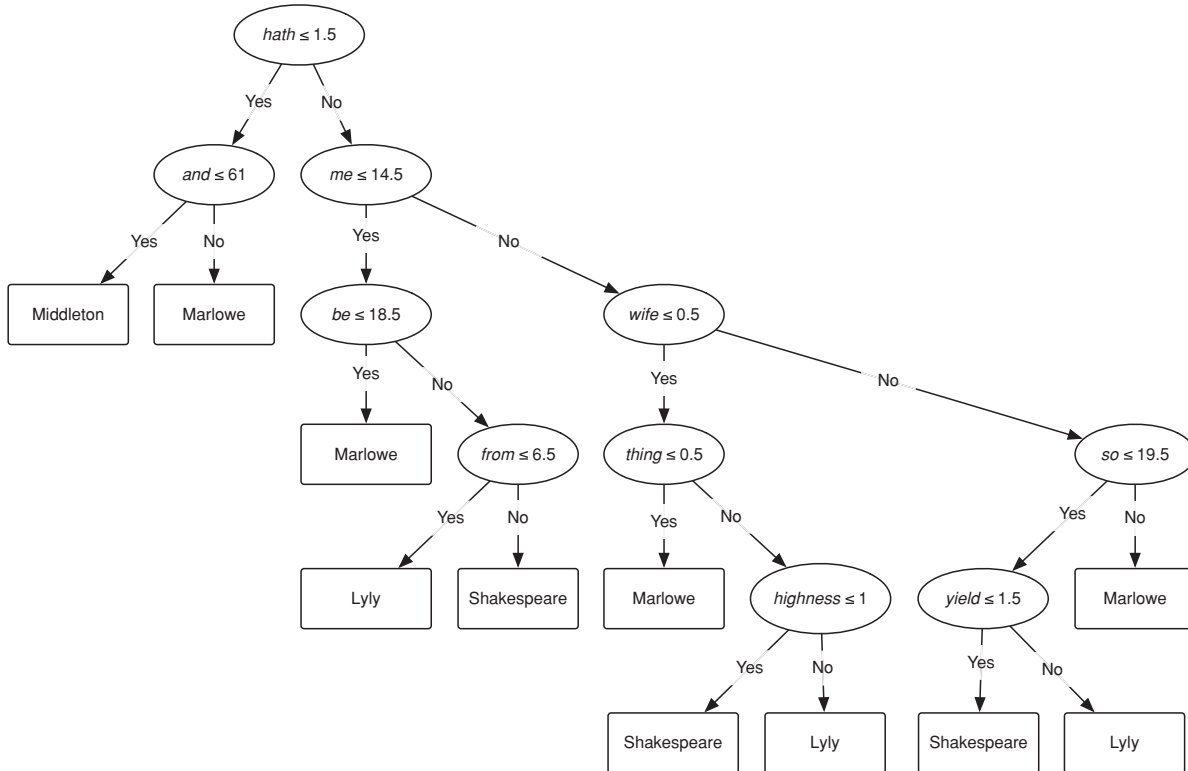 hath ≤ 1.5
Yes No
and ≤ 61 me ≤ 14.5
Yes No Yes No
Middleton Marlowe be ≤ 18.5 wife ≤ 0.5
Yes No Yes No
Marlowe from ≤ 6.5 thing ≤ 0.5 so ≤ 19.5
Yes No Yes No Yes No
Lyly Shakespeare Marlowe highness ≤ 1 yield ≤ 1.5 Marlowe
Yes No Yes No
Shakespeare Lyly Shakespeare Lyly